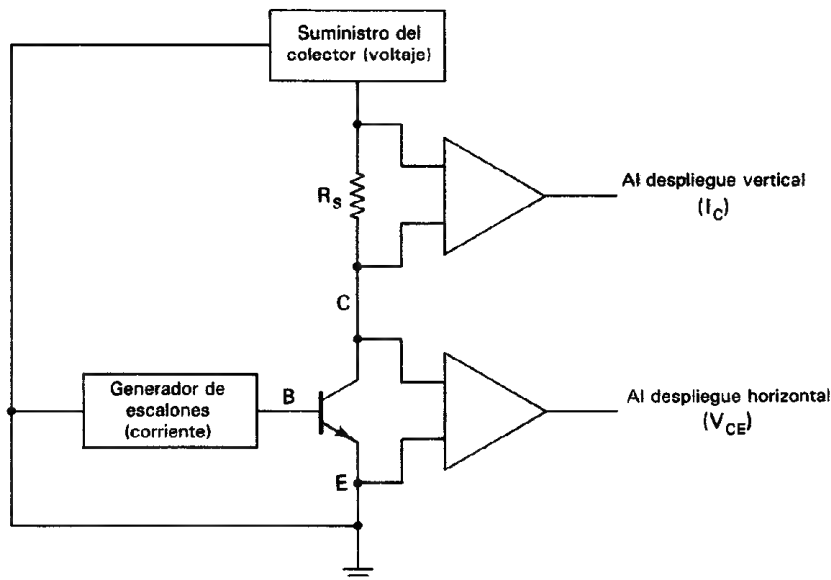 Suministro del
colector (voltaje)
R_S
Al despliegue vertical
(I_C)
C
Generador de
escalones
(corriente)
B
Al despliegue horizontal
(V_CE)
E